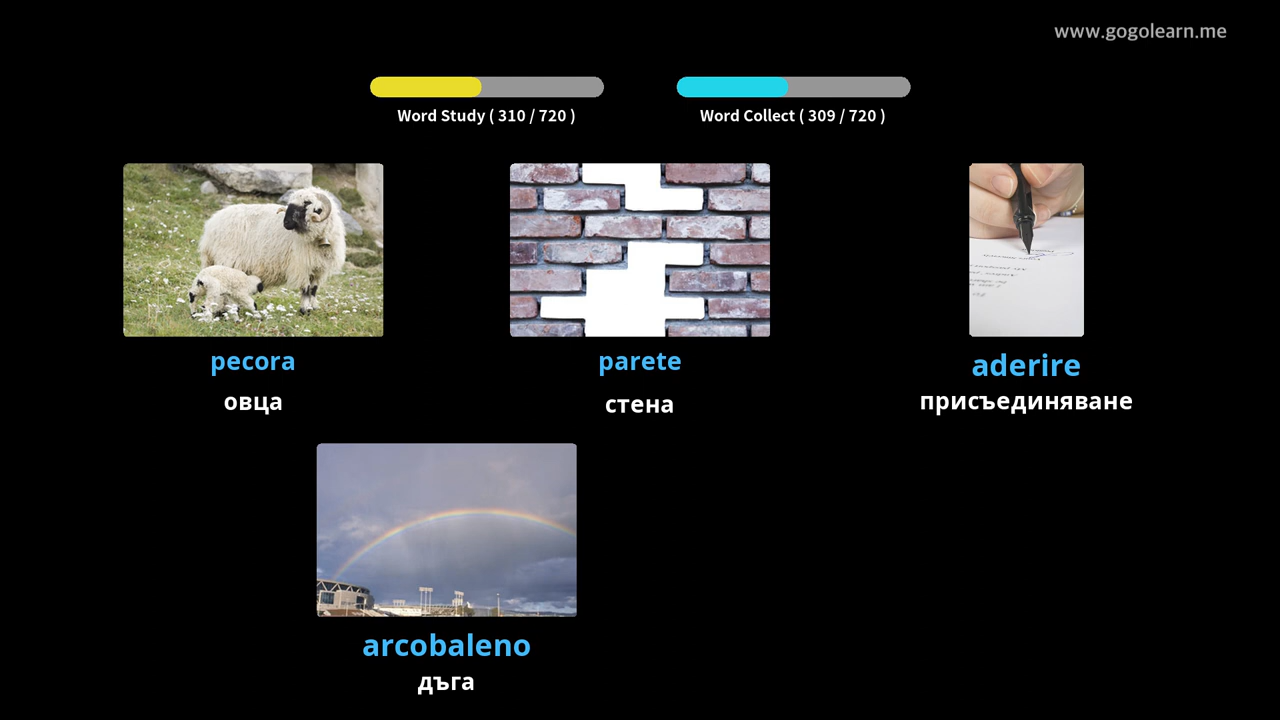 www.gogolearn.me
Word Study ( 310 / 720 )
Word Collect ( 309 / 720 )
pecora
овца
parete
стена
aderire
присъединяване
arcobaleno
дъга